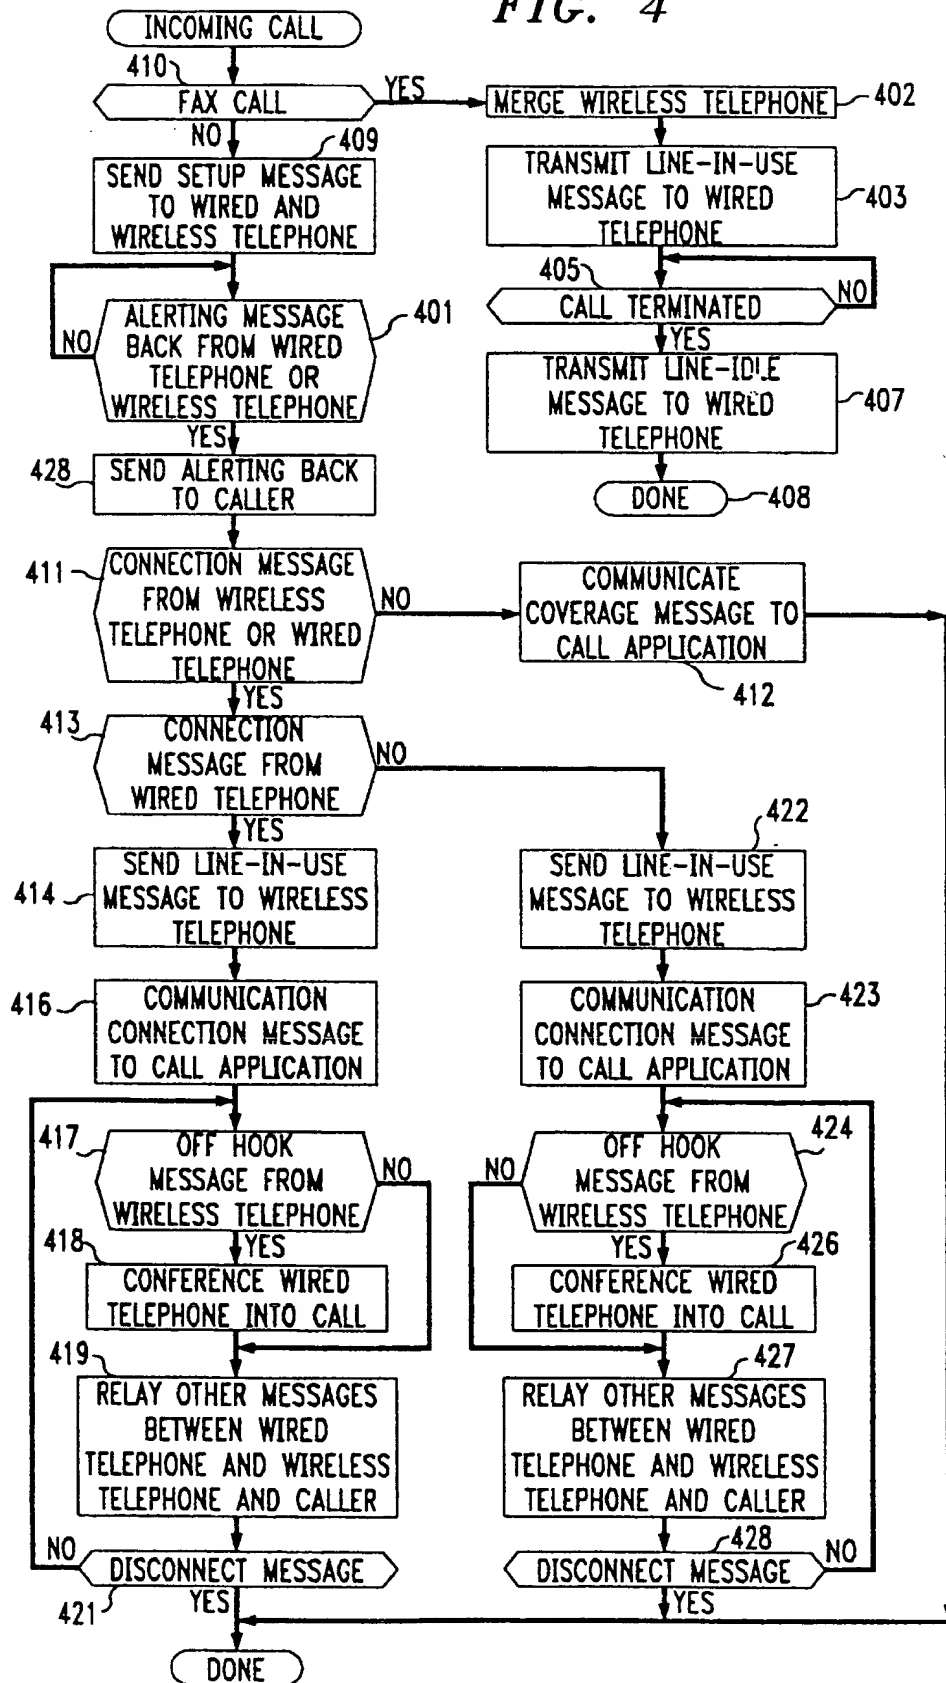 FIG. 4
INCOMING CALL
410
FAX CALL
YES
NO
MERGE WIRELESS TELEPHONE
402
409
SEND SETUP MESSAGE
TO WIRED AND
WIRELESS TELEPHONE
TRANSMIT LINE-IN-USE
MESSAGE TO WIRED
TELEPHONE
403
405
CALL TERMINATED
NO
YES
ALERTING MESSAGE
BACK FROM WIRED
TELEPHONE OR
WIRELESS TELEPHONE
401
NO
YES
TRANSMIT LINE-IDLE
MESSAGE TO WIRED
TELEPHONE
407
DONE
408
428
SEND ALERTING BACK
TO CALLER
411
CONNECTION MESSAGE
FROM WIRELESS
TELEPHONE OR WIRED
TELEPHONE
NO
YES
COMMUNICATE
COVERAGE MESSAGE TO
CALL APPLICATION
412
413
CONNECTION
MESSAGE FROM
WIRED TELEPHONE
NO
YES
414
SEND LINE-IN-USE
MESSAGE TO WIRELESS
TELEPHONE
422
SEND LINE-IN-USE
MESSAGE TO WIRELESS
TELEPHONE
416
COMMUNICATION
CONNECTION MESSAGE
TO CALL APPLICATION
423
COMMUNICATION
CONNECTION MESSAGE
TO CALL APPLICATION
417
OFF HOOK
MESSAGE FROM
WIRELESS TELEPHONE
NO
YES
424
OFF HOOK
MESSAGE FROM
WIRELESS TELEPHONE
NO
YES
418
CONFERENCE WIRED
TELEPHONE INTO CALL
426
CONFERENCE WIRED
TELEPHONE INTO CALL
419
RELAY OTHER MESSAGES
BETWEEN WIRED
TELEPHONE AND WIRELESS
TELEPHONE AND CALLER
427
RELAY OTHER MESSAGES
BETWEEN WIRED
TELEPHONE AND WIRELESS
TELEPHONE AND CALLER
NO
DISCONNECT MESSAGE
421
YES
428
DISCONNECT MESSAGE
NO
YES
DONE